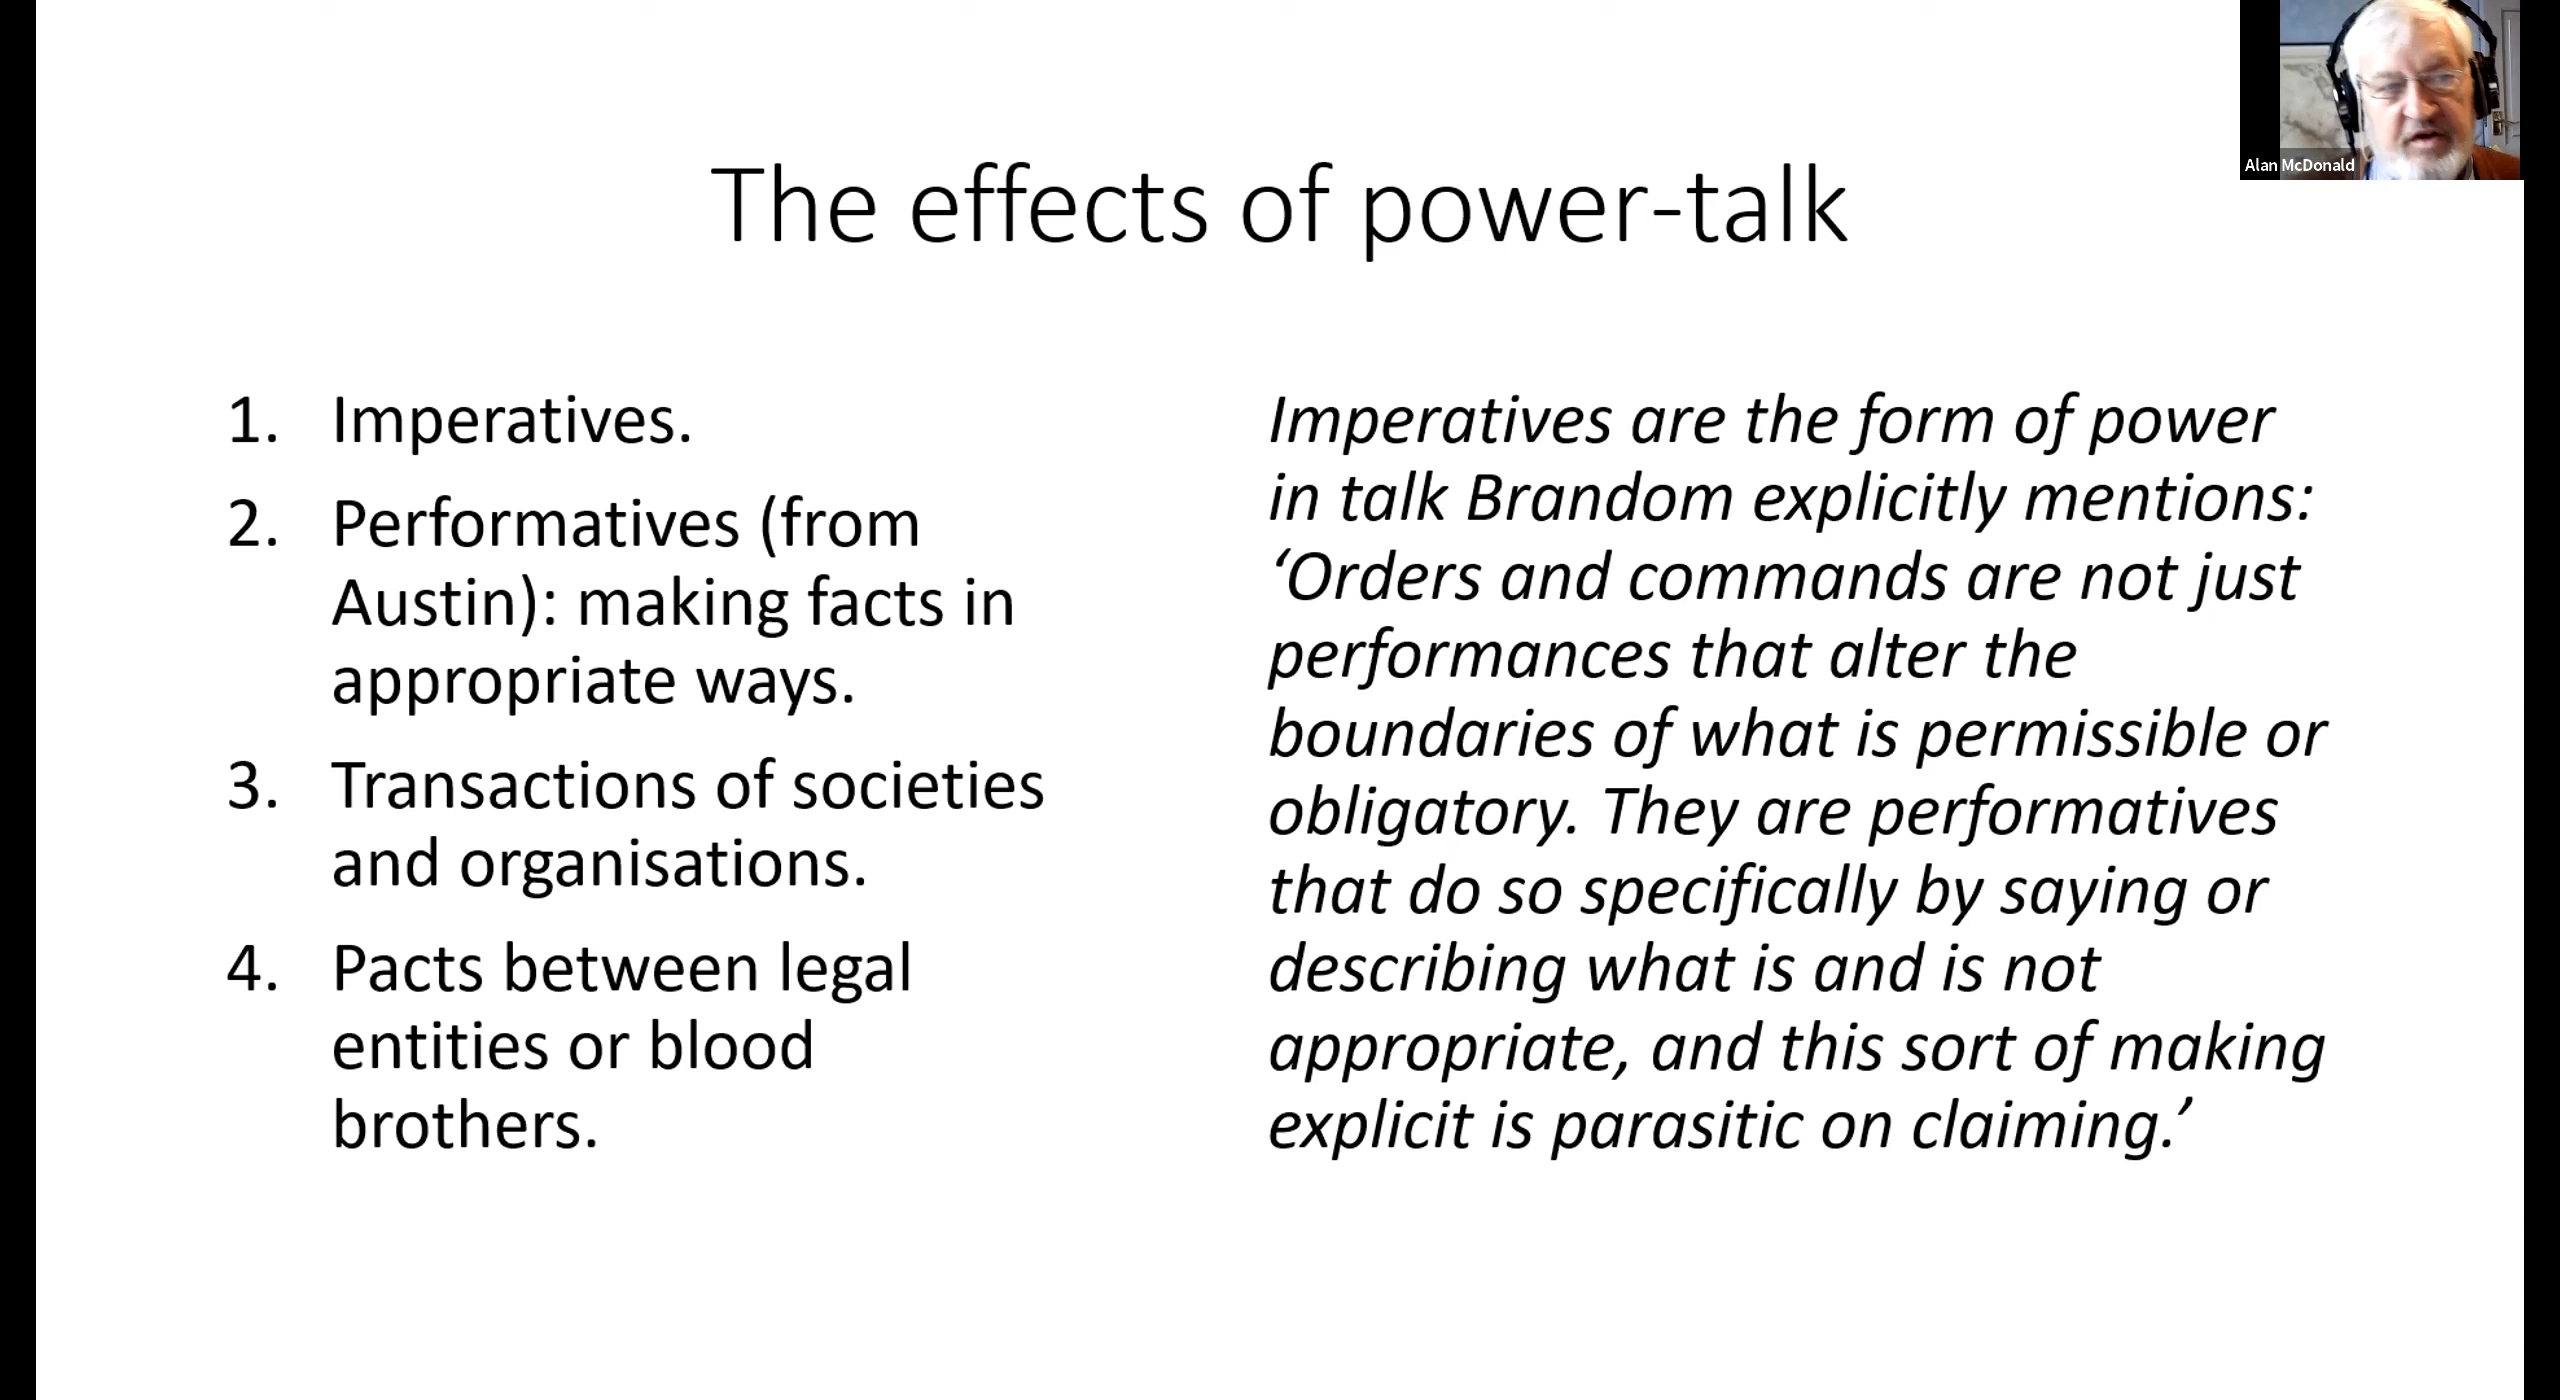 Alan McDonald
The effects of power-talk
1. Imperatives.
2. Performatives (from
Austin): making facts in
appropriate ways.
3. Transactions of societies
and organisations.
4. Pacts between legal
entities or blood
brothers.
Imperatives are the form of power
in talk Brandom explicitly mentions:
‘Orders and commands are not just
performances that alter the
boundaries of what is permissible or
obligatory. They are performatives
that do so specifically by saying or
describing what is and is not
appropriate, and this sort of making
explicit is parasitic on claiming.’